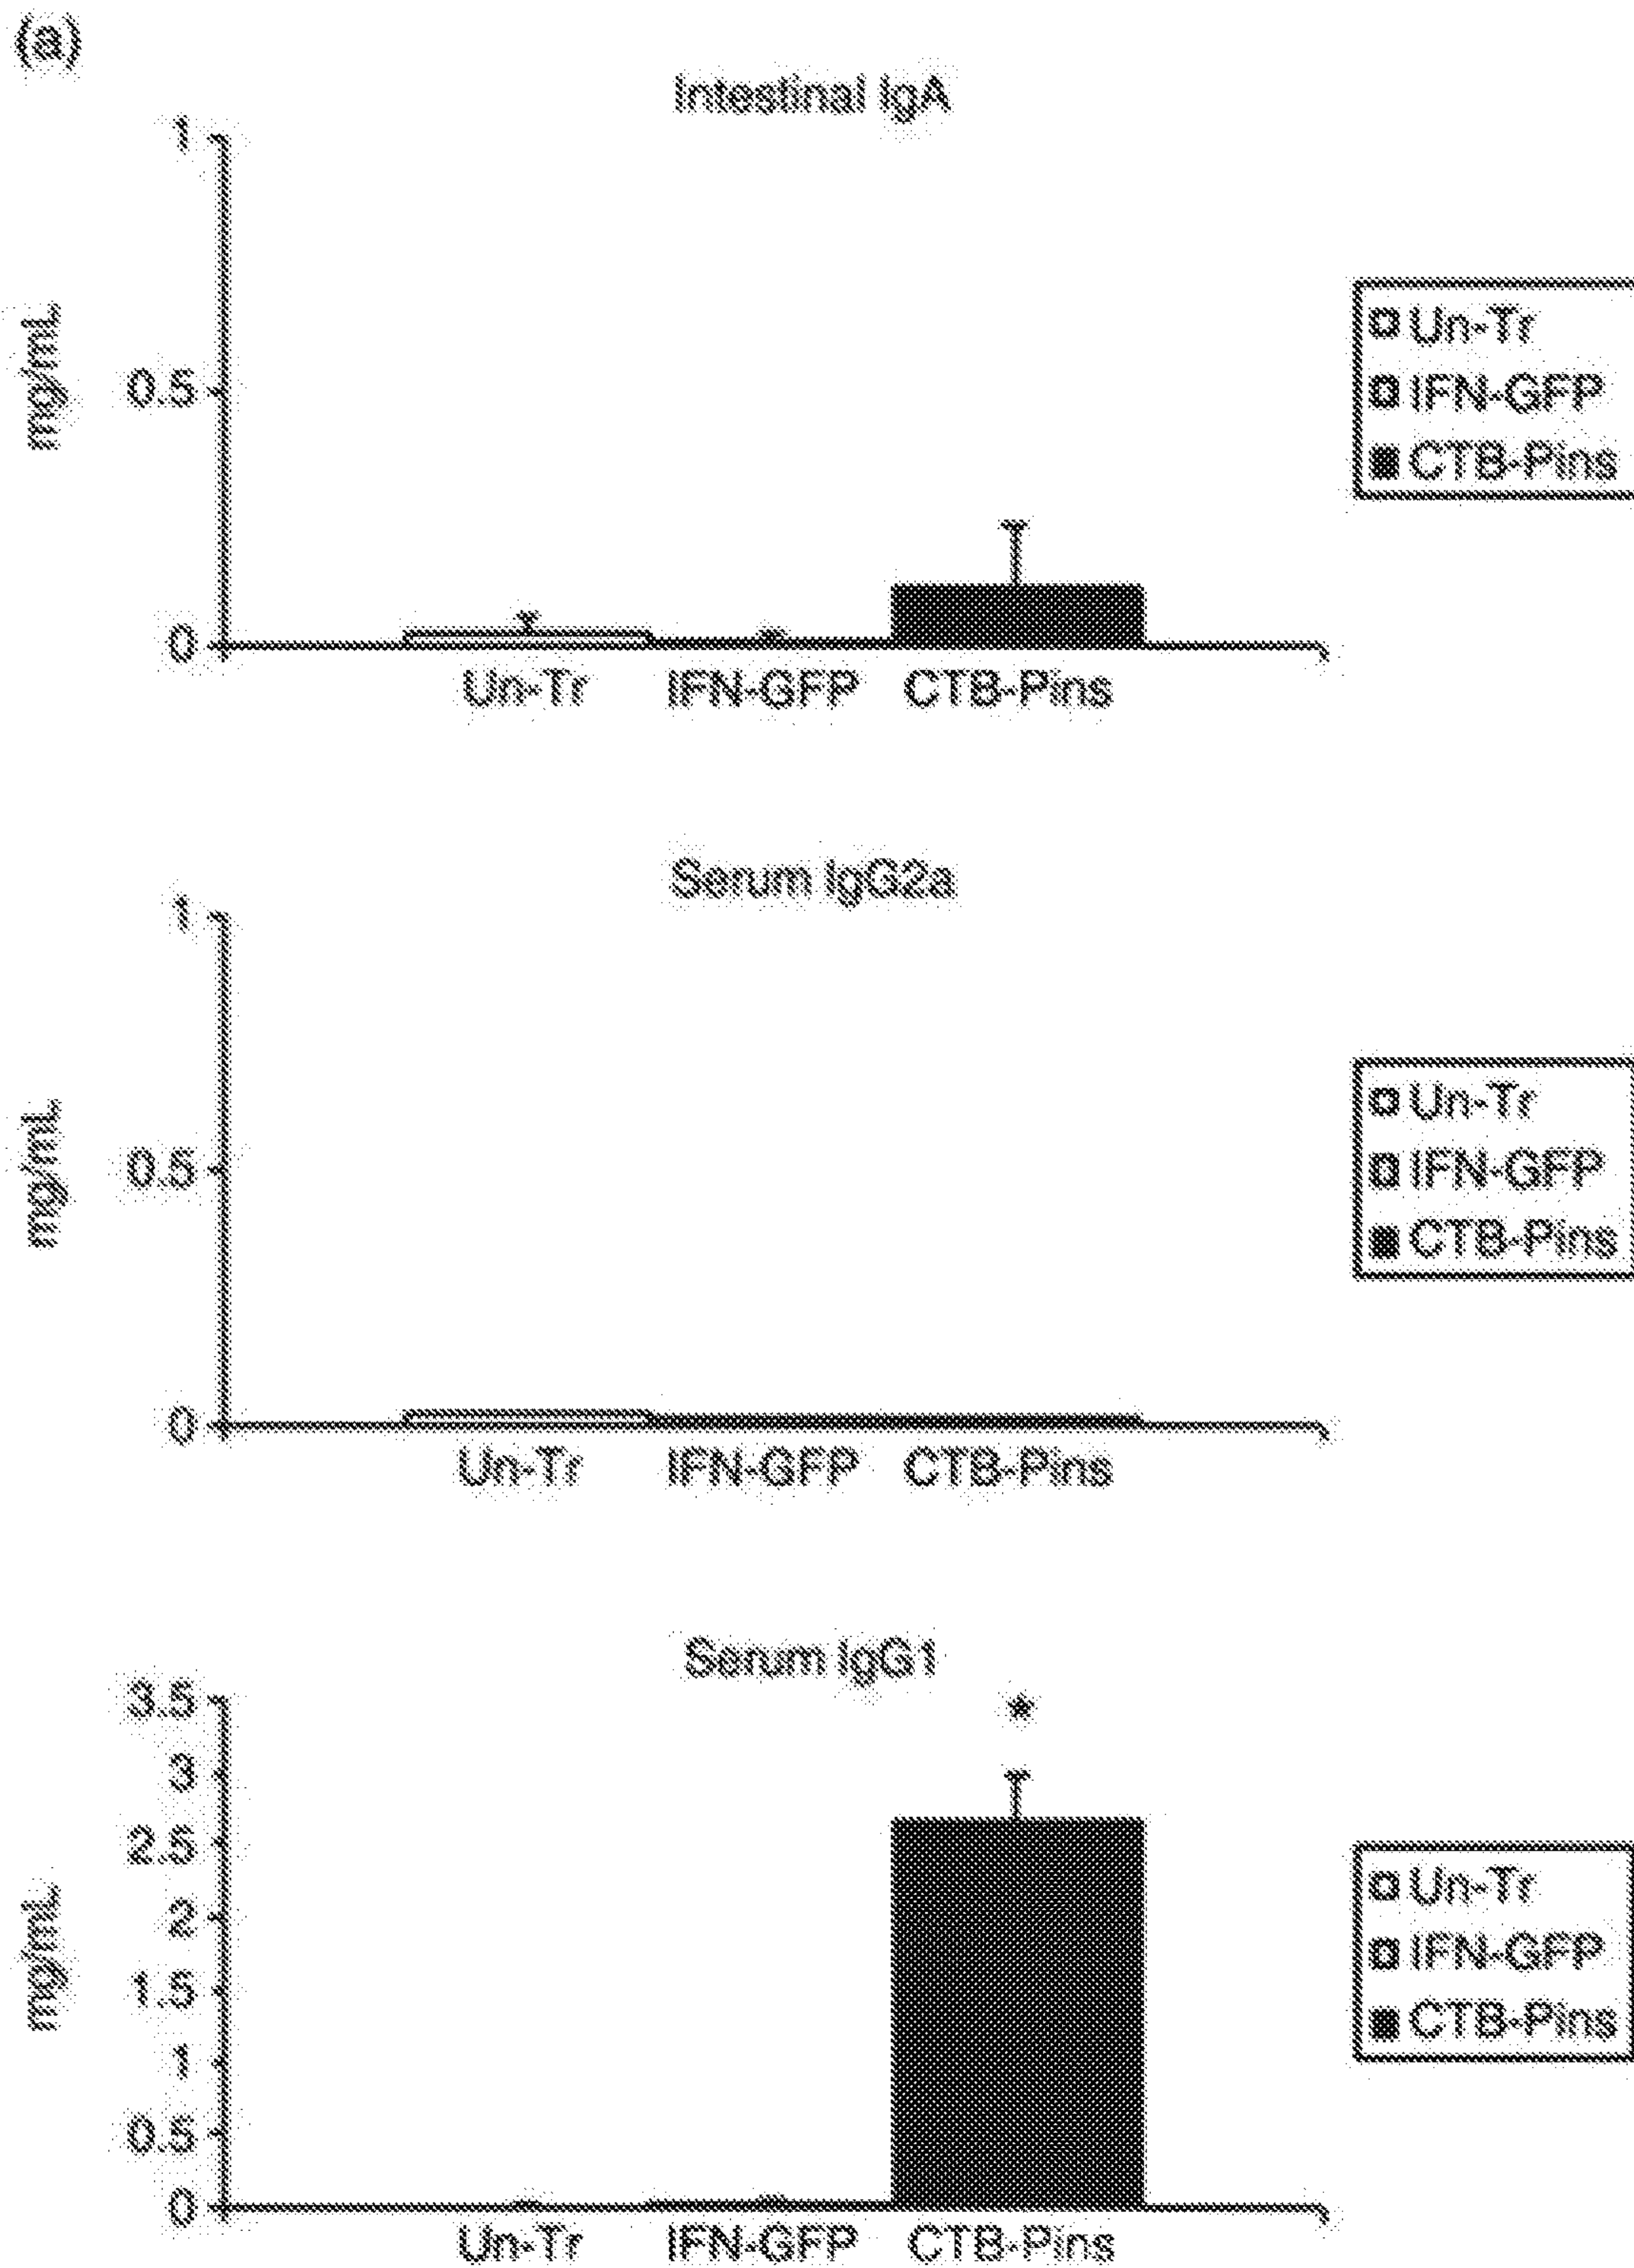 (a)
Intestinal IgA
1
0.5
0
mg/mL
Un-Tr IFN-GFP CTB-Pins
Un-Tr
IFN-GFP
CTB-Pins
Serum IgG2a
1
0.5
0
mg/mL
Un-Tr IFN-GFP CTB-Pins
Un-Tr
IFN-GFP
CTB-Pins
Serum IgG1
*
3.5
3
2.5
2
1.5
1
0.5
0
mg/mL
Un-Tr IFN-GFP CTB-Pins
Un-Tr
IFN-GFP
CTB-Pins